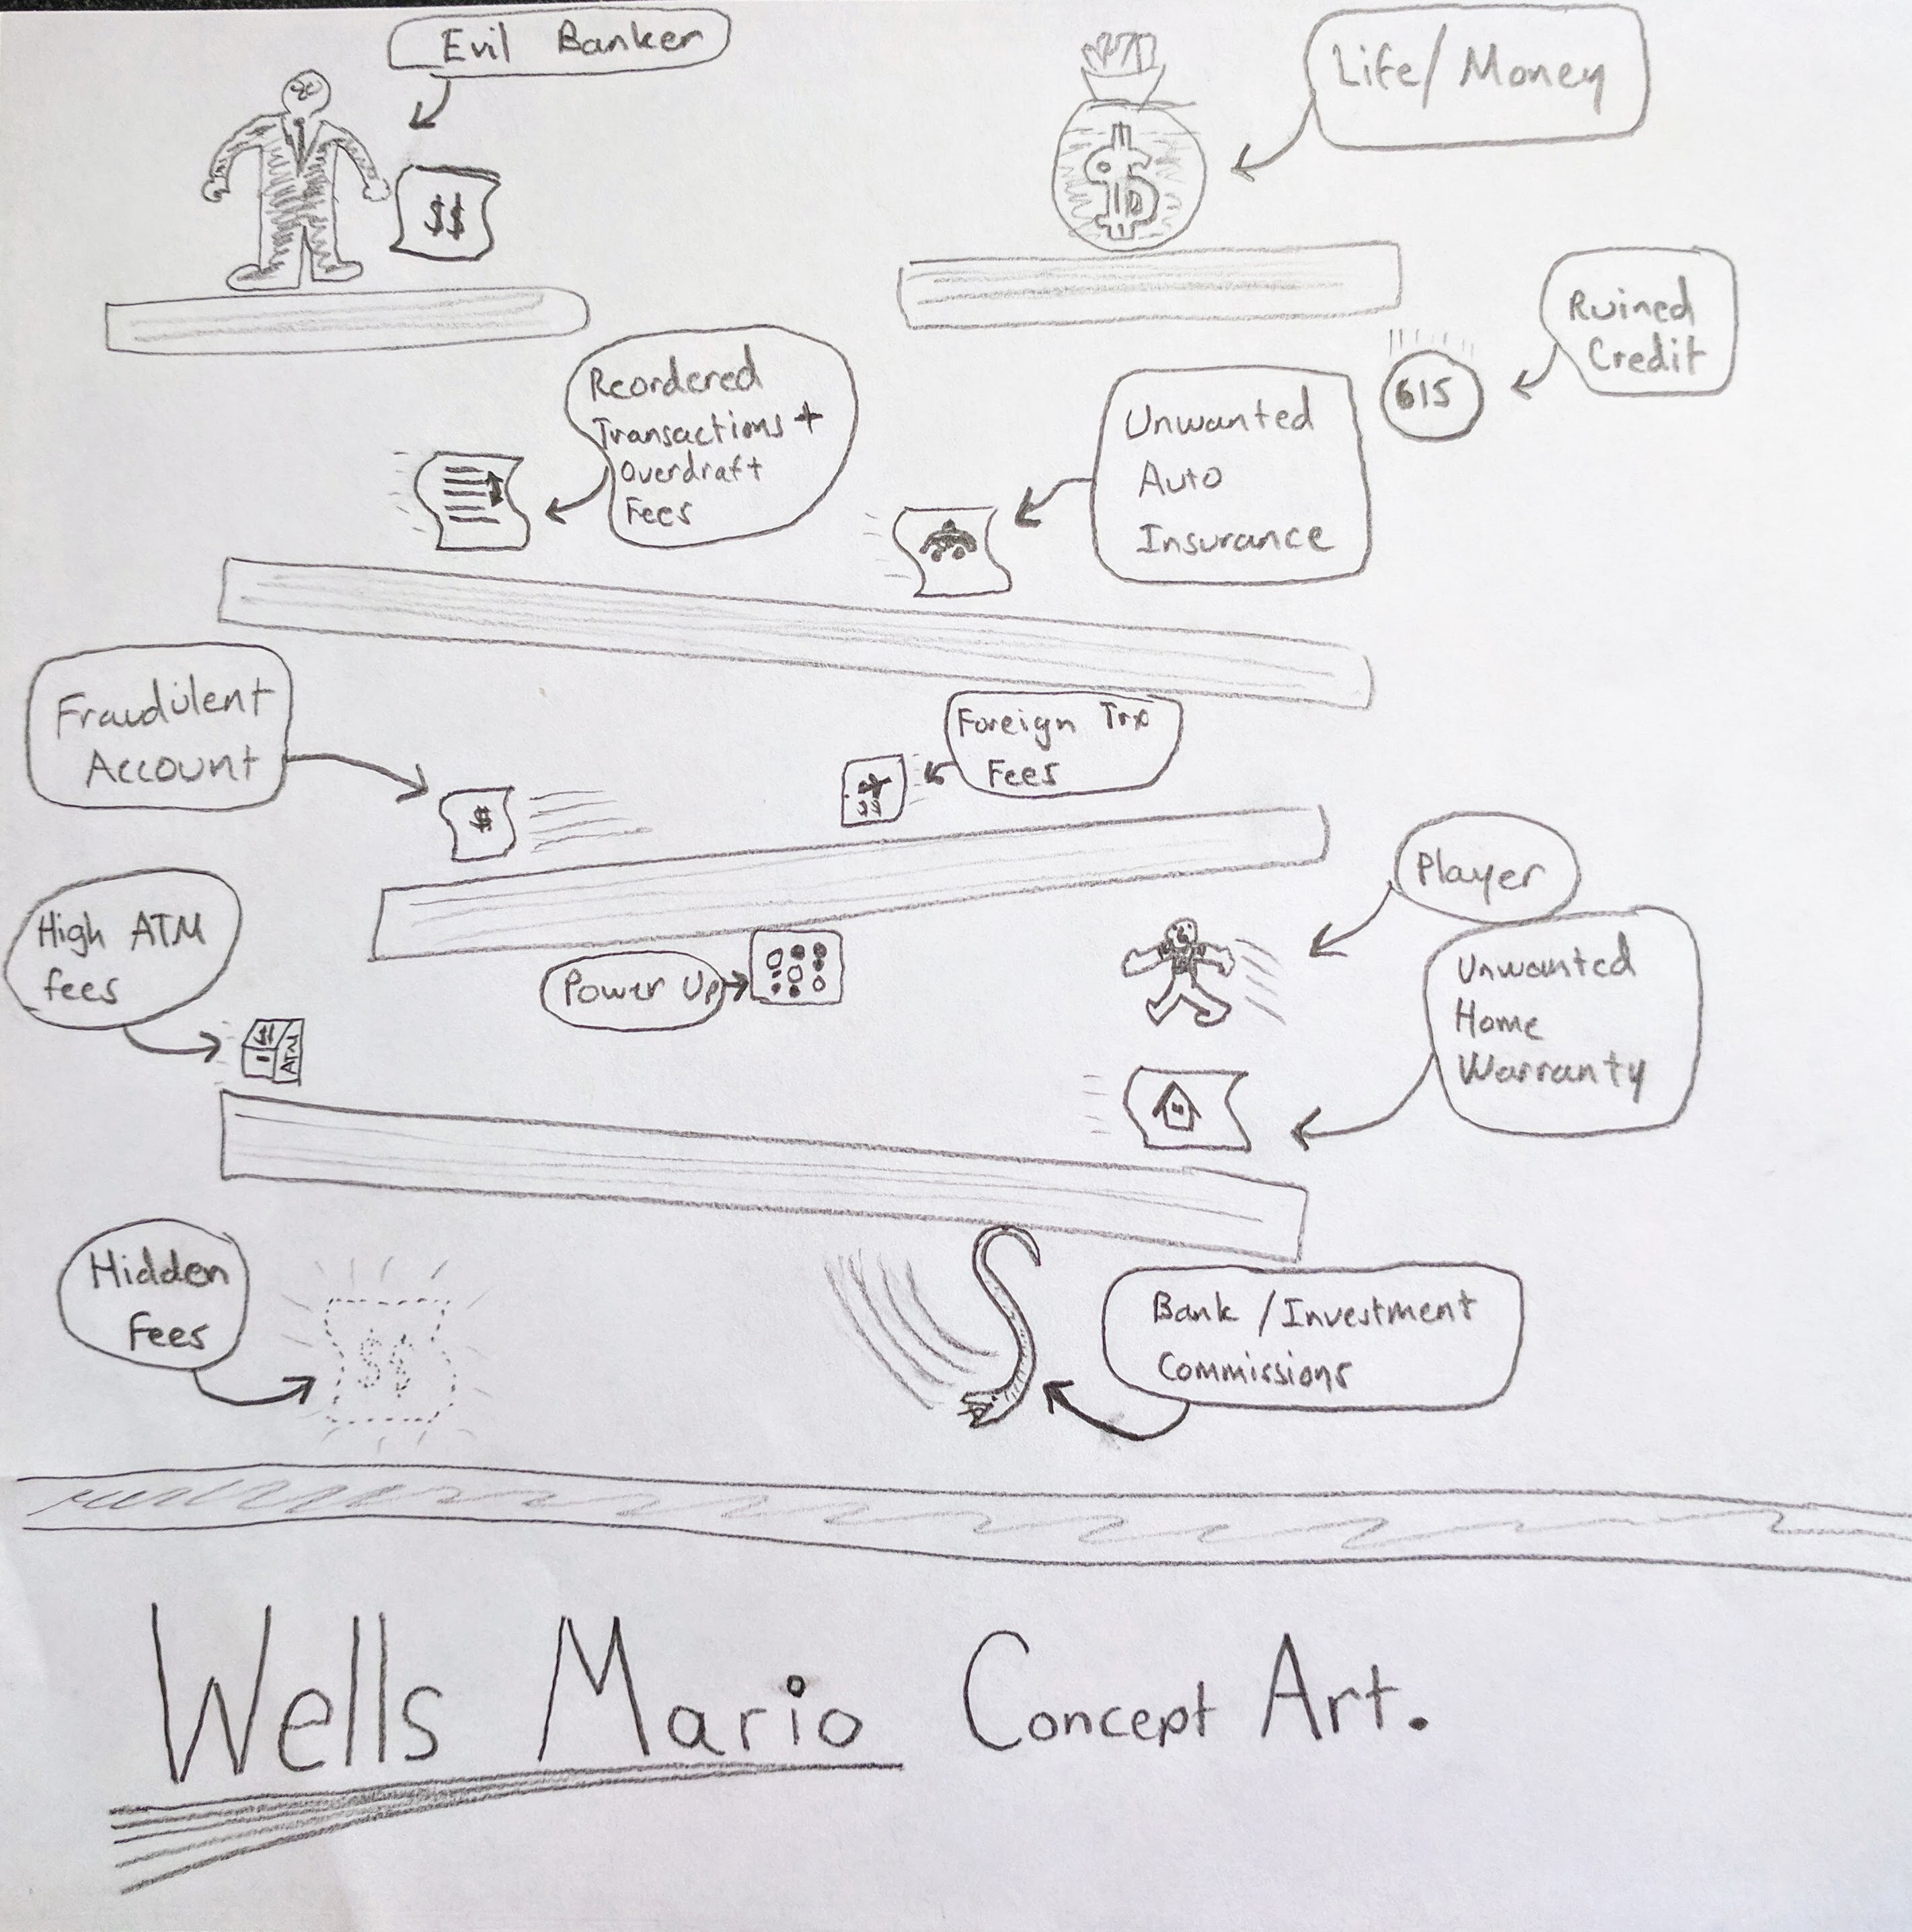 Evil Banker
$$
Life/Money
$
Ruined
Credit
615
Reordered
Transactions +
Overdraft
Fees
Unwanted
Auto
Insurance
Fraudulent
Account
$
Foreign Trx
Fees
$$
Player
High ATM
fees
$$
ATM
Power Up
Unwanted
Home
Warranty
Hidden
Fees
$$
Bank/Investment
Commissions
Wells Mario Concept Art.